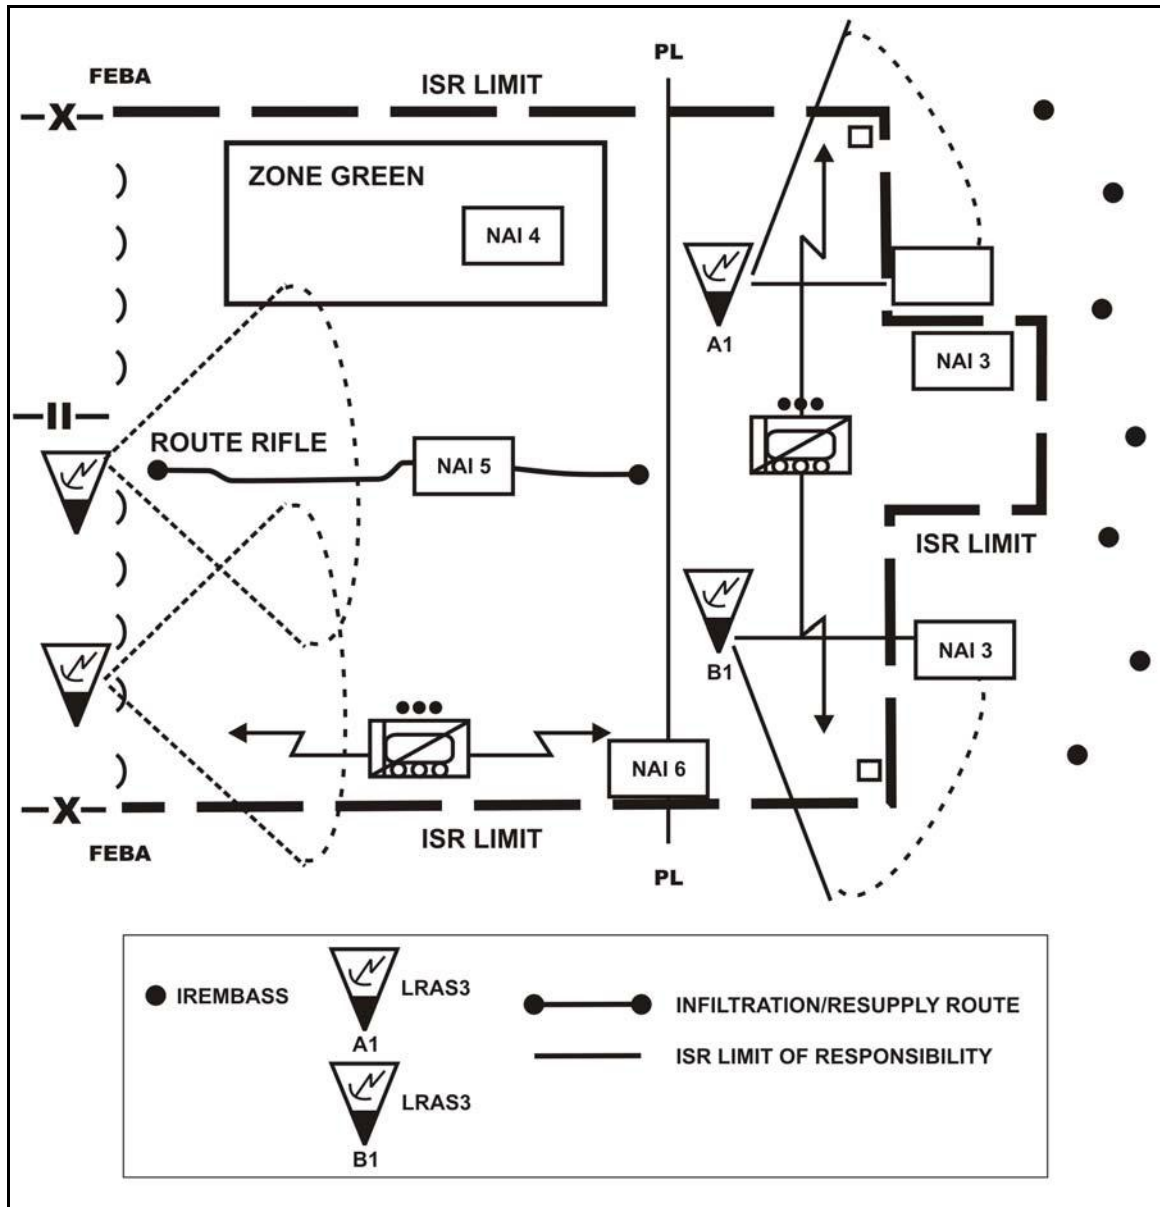 PL
FEBA
ISR LIMIT
X
ZONE GREEN
NAI 4
A1
NAI 3
II
ROUTE RIFLE
NAI 5
ISR LIMIT
B1
NAI 3
NAI 6
X
ISR LIMIT
FEBA
PL
IREMBASS
LRAS3
A1
LRAS3
B1
INFILTRATION/RESUPPLY ROUTE
ISR LIMIT OF RESPONSIBILITY